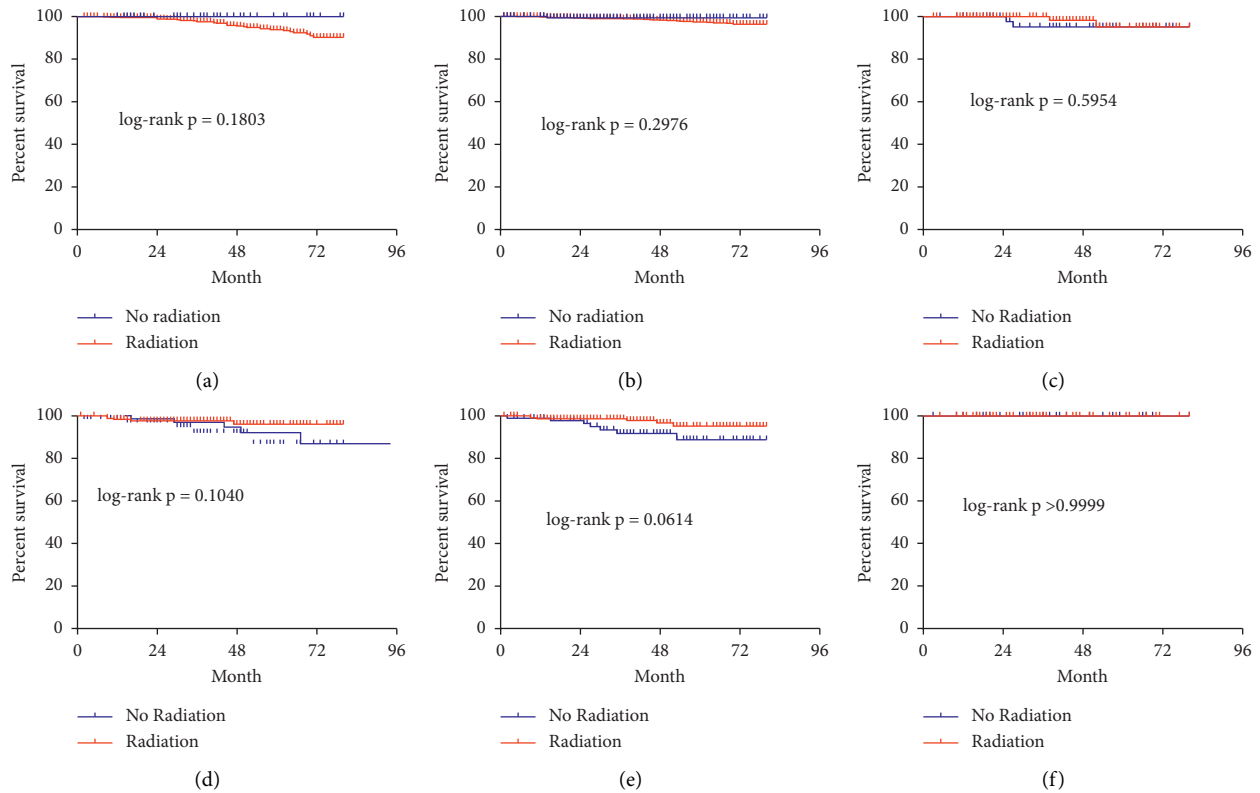 100
80
60
40
20
0
Percent survival
log-rank p = 0.1803
0 24 48 72 96
Month
No radiation
Radiation
(a)
100
80
60
40
20
0
Percent survival
log-rank p = 0.2976
0 24 48 72 96
Month
No radiation
Radiation
(b)
100
80
60
40
20
0
Percent survival
log-rank p = 0.5954
0 24 48 72 96
Month
No Radiation
Radiation
(c)
100
80
60
40
20
0
Percent survival
log-rank p = 0.1040
0 24 48 72 96
Month
No Radiation
Radiation
(d)
100
80
60
40
20
0
Percent survival
log-rank p = 0.0614
0 24 48 72 96
Month
No Radiation
Radiation
(e)
100
80
60
40
20
0
Percent survival
log-rank p >0.9999
0 24 48 72 96
Month
No Radiation
Radiation
(f)